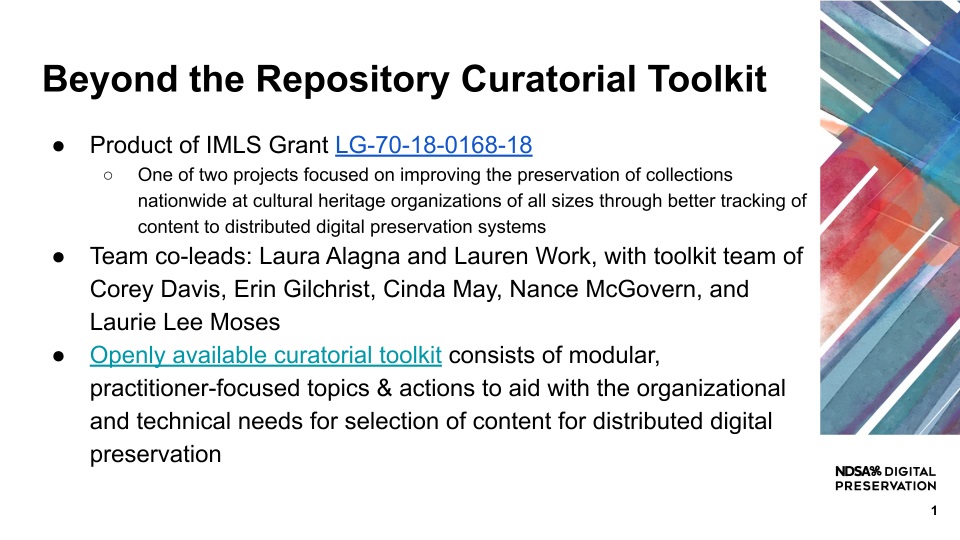 Beyond the Repository Curatorial Toolkit
● Product of IMLS Grant LG-70-18-0168-18
○ One of two projects focused on improving the preservation of collections
nationwide at cultural heritage organizations of all sizes through better tracking of
content to distributed digital preservation systems
● Team co-leads: Laura Alagna and Lauren Work, with toolkit team of
Corey Davis, Erin Gilchrist, Cinda May, Nance McGovern, and
Laurie Lee Moses
● Openly available curatorial toolkit consists of modular,
practitioner-focused topics & actions to aid with the organizational
and technical needs for selection of content for distributed digital
preservation
NDSA DIGITAL
PRESERVATION
1